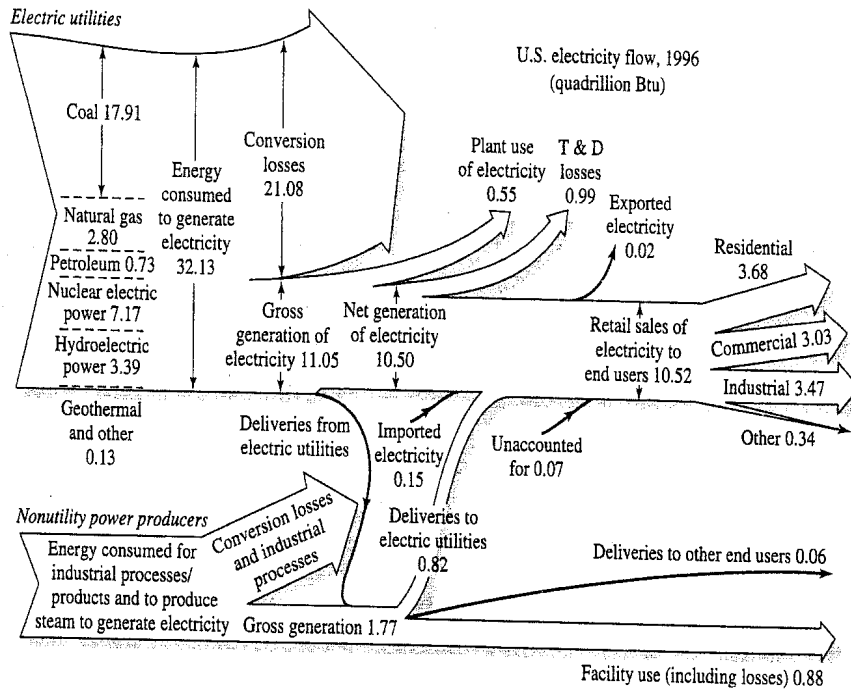 Electric utilities
U.S. electricity flow, 1996
(quadrillion Btu)
Coal 17.91
Energy
consumed
to generate
electricity
32.13
Conversion
losses
21.08
Plant use
of electricity
0.55
T & D
losses
0.99
Exported
electricity
0.02
Natural gas
2.80
Petroleum 0.73
Nuclear electric
power 7.17
Hydroelectric
power 3.39
Geothermal
and other
0.13
Gross
generation of
electricity 11.05
Net generation
of electricity
10.50
Retail sales of
electricity to
end users 10.52
Residential
3.68
Commercial 3.03
Industrial 3.47
Other 0.34
Deliveries from
electric utilities
Imported
electricity
0.15
Unaccounted
for 0.07
Nonutility power producers
Energy consumed for
industrial processes/
products and to produce
steam to generate electricity
Conversion losses
and industrial
processes
Gross generation 1.77
Deliveries to
electric utilities
0.82
Deliveries to other end users 0.06
Facility use (including losses) 0.88